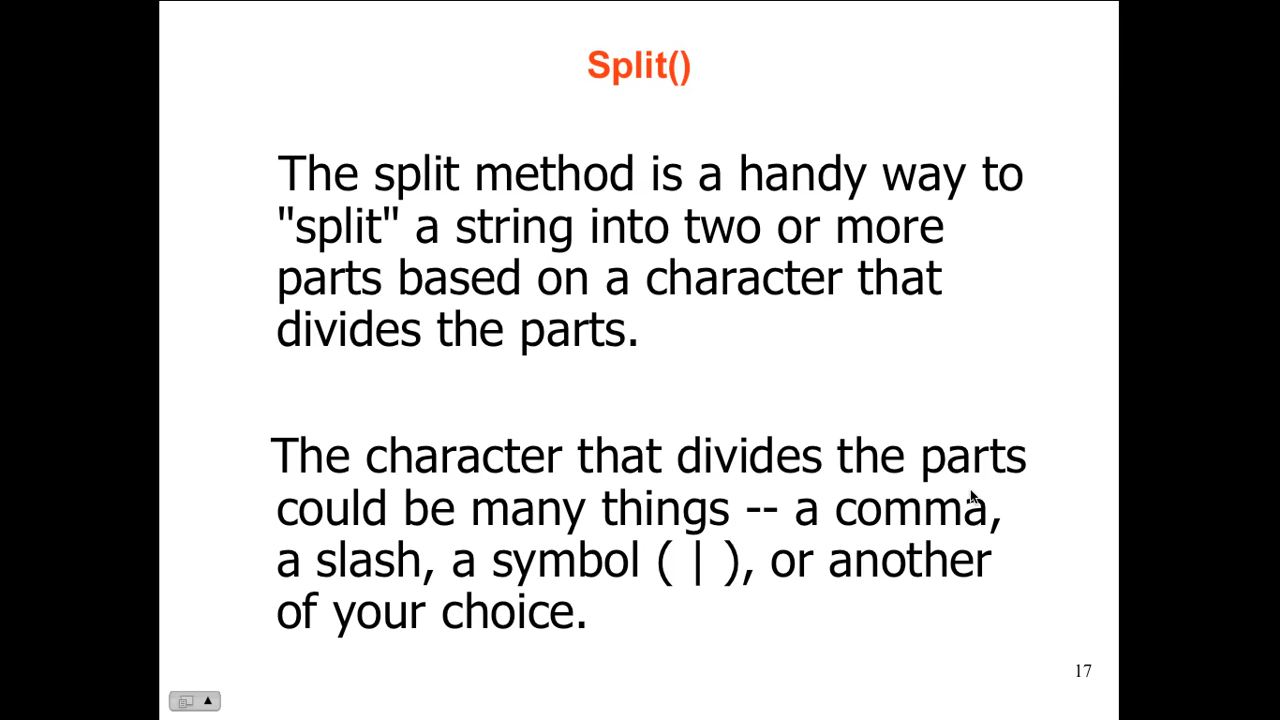 Split()
The split method is a handy way to
"split" a string into two or more
parts based on a character that
divides the parts.
The character that divides the parts
could be many things -- a comma,
a slash, a symbol ( | ), or another
of your choice.
17